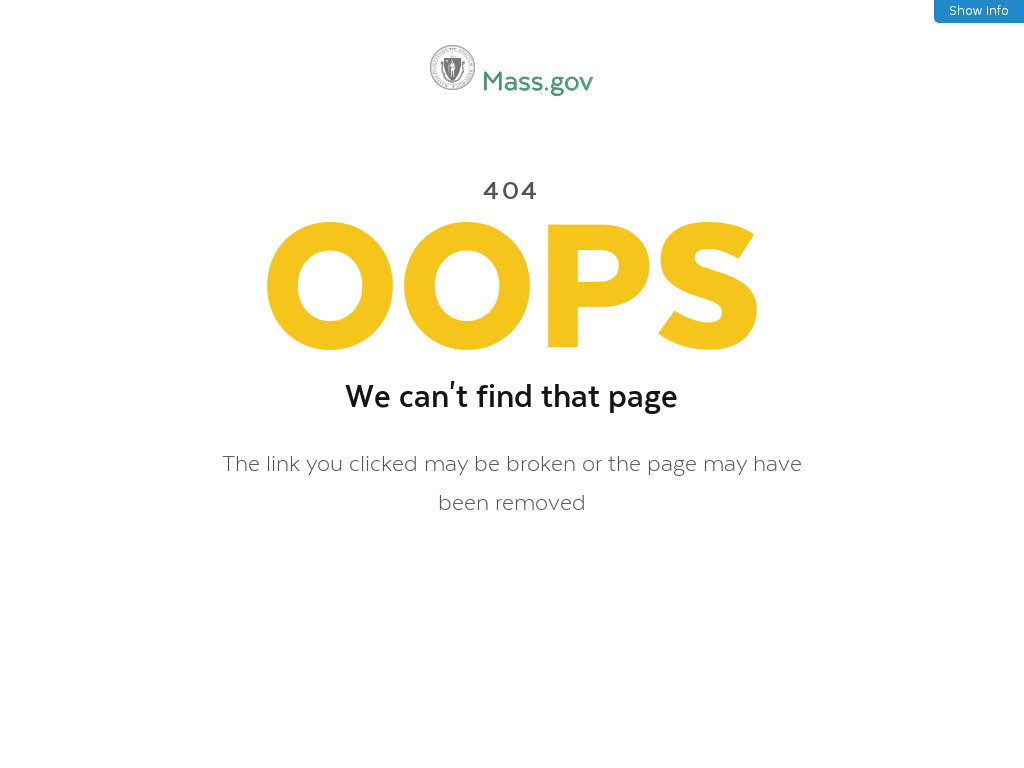 Show Info
Mass.gov
404
OOPS
We can't find that page
The link you clicked may be broken or the page may have
been removed